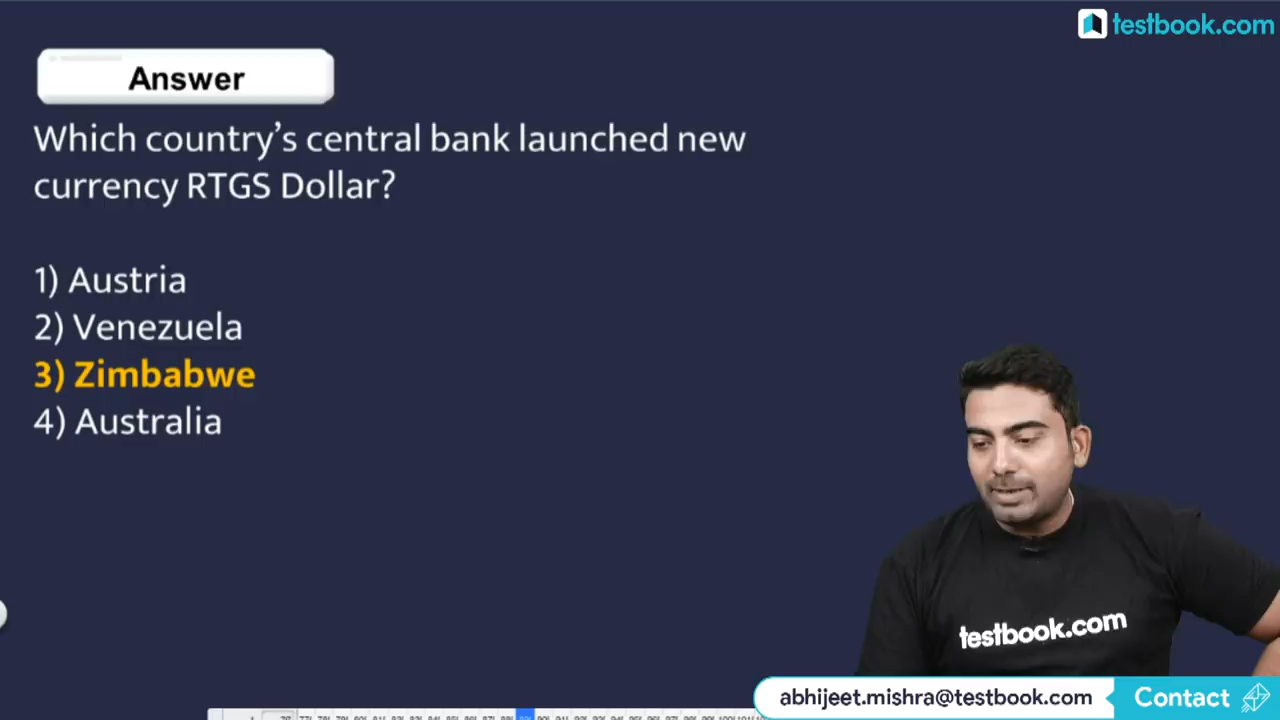 testbook.com
Answer
Which country's central bank launched new
currency RTGS Dollar?
1) Austria
2) Venezuela
3) Zimbabwe
4) Australia
testbook.com
abhijeet.mishra@testbook.com
Contact